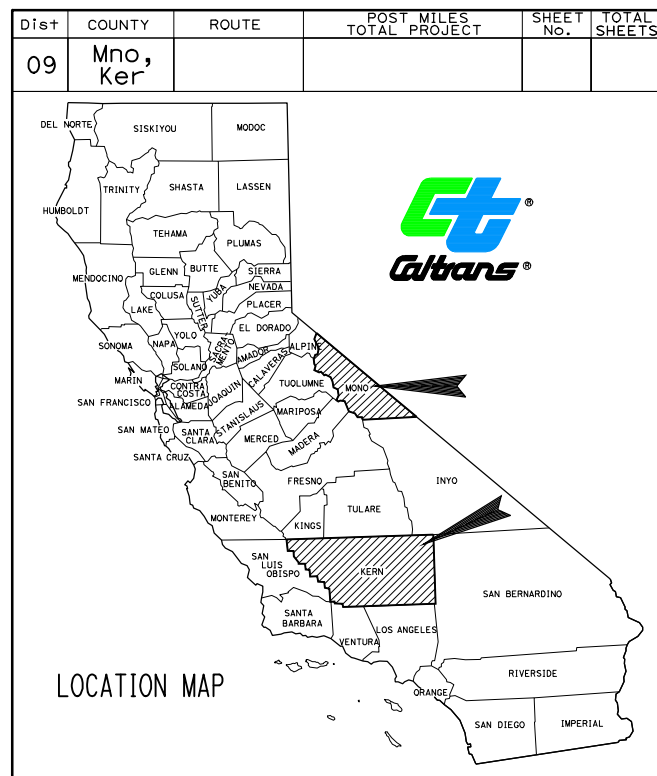 Dist COUNTY ROUTE POST MILES TOTAL PROJECT SHEET No. TOTAL SHEETS
09 Mno, Ker
DEL NORTE
SISKIYOU
MODOC
TRINITY
SHASTA
LASSEN
HUMBOLDT
TEHAMA
PLUMAS
Caltrans ®
®
MENDOCINO
GLENN
BUTTE
SIERRA
NEVADA
YUBA
COLUSA
SUTTER
PLACER
LAKE
EL DORADO
SONOMA
NAPA
YOLO
SACRA-
MENTO
AMADOR
ALPINE
SOLANO
CALAVERAS
TUOLUMNE
MONO
MARIN
CONTRA
COSTA
SAN FRANCISCO
ALAMEDA
JOAQUIN
STANISLAUS
MARIPOSA
SAN MATEO
SANTA
CLARA
MERCED
MADERA
SANTA CRUZ
SAN
BENITO
FRESNO
INYO
MONTEREY
KINGS
TULARE
SAN
LUIS
OBISPO
KERN
SAN BERNARDINO
SANTA
BARBARA
VENTURA
LOS ANGELES
RIVERSIDE
ORANGE
LOCATION MAP
SAN DIEGO
IMPERIAL